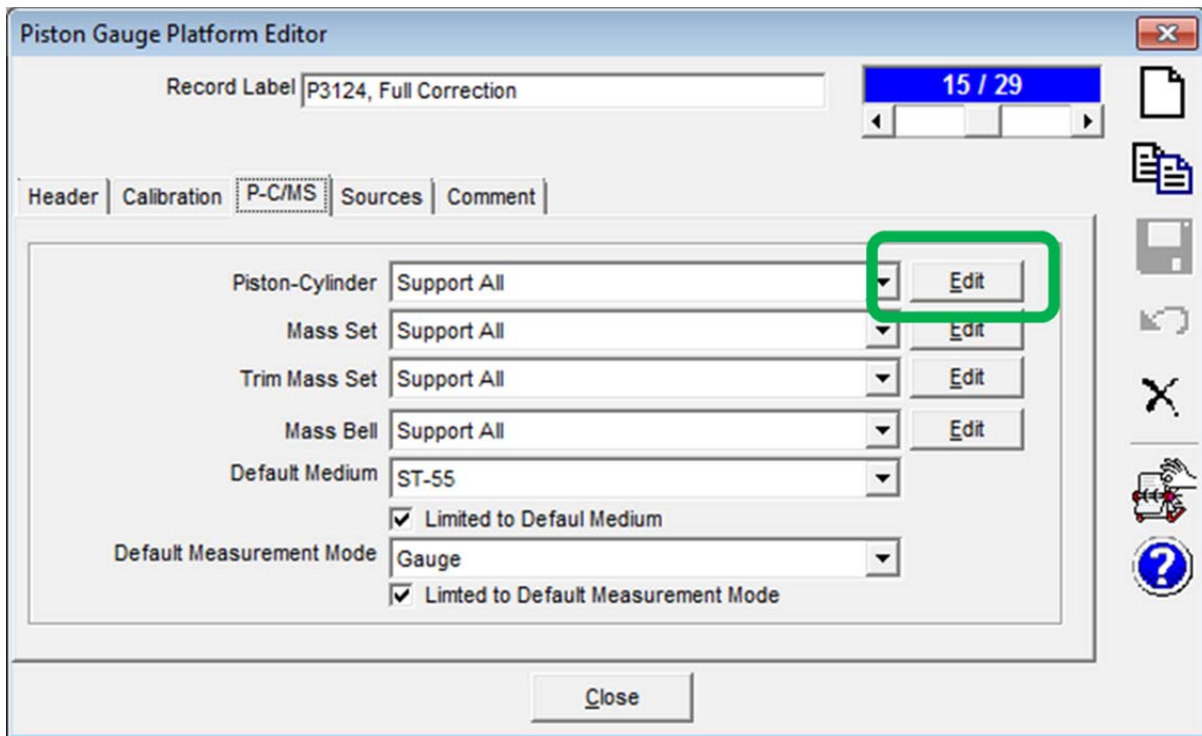 Piston Gauge Platform Editor
Record Label P3124, Full Correction 15 / 29
Header Calibration P-C/MS Sources Comment
Piston-Cylinder Support All Edit
Mass Set Support All Edit
Trim Mass Set Support All Edit
Mass Bell Support All Edit
Default Medium ST-55
Limited to Defaul Medium
Default Measurement Mode Gauge
Limted to Default Measurement Mode
Close